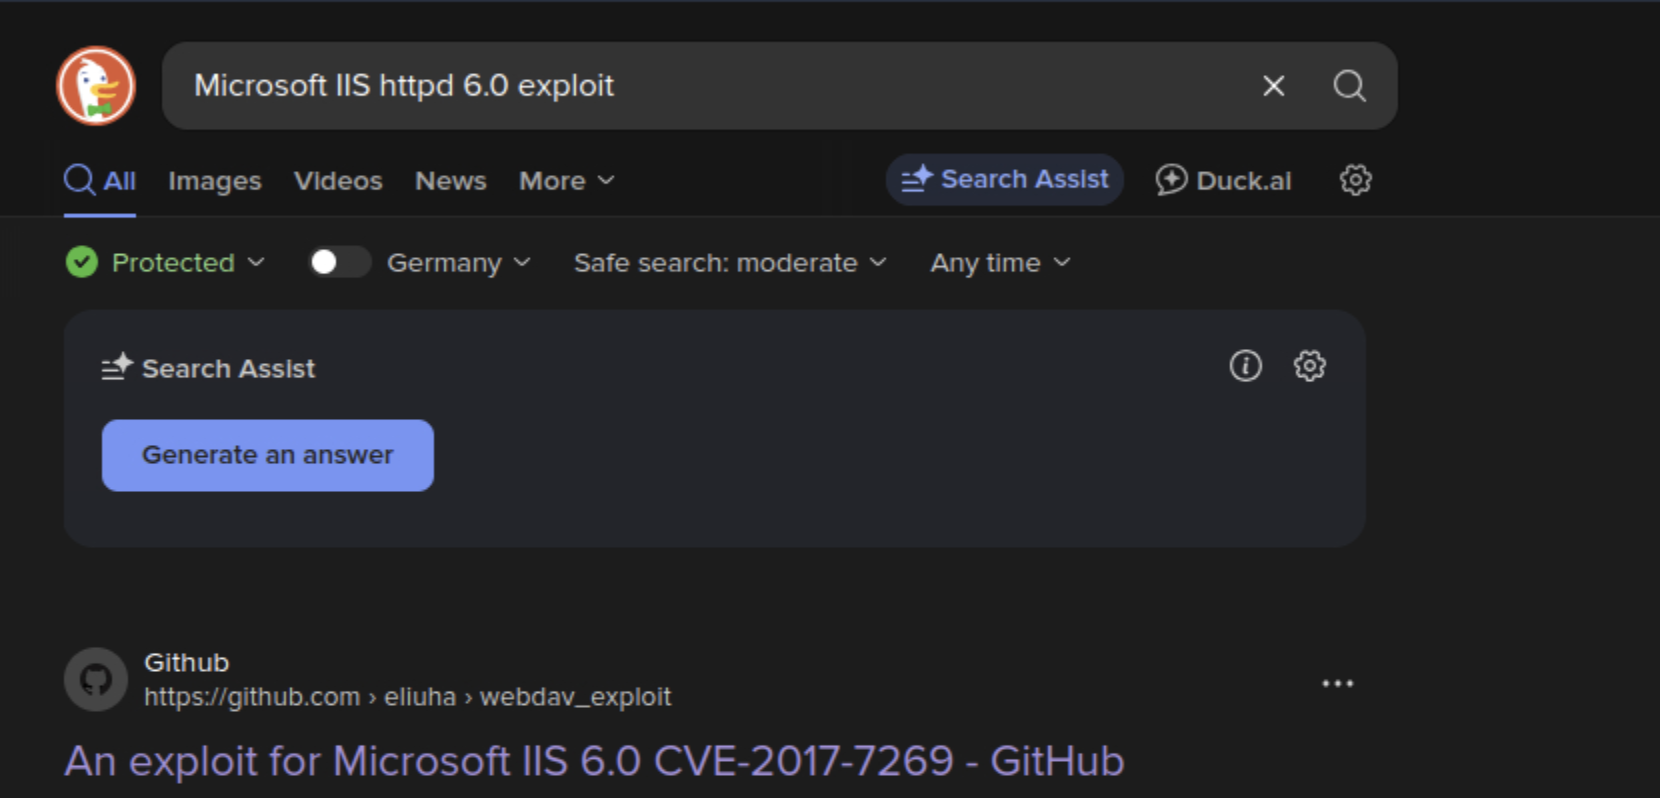 Microsoft IIS httpd 6.0 exploit
All Images Videos News More Search Assist Duck.ai
Protected Germany Safe search: moderate Any time
Search Assist
Generate an answer
Github
https://github.com › eliuha › webdav_exploit
An exploit for Microsoft IIS 6.0 CVE-2017-7269 - GitHub